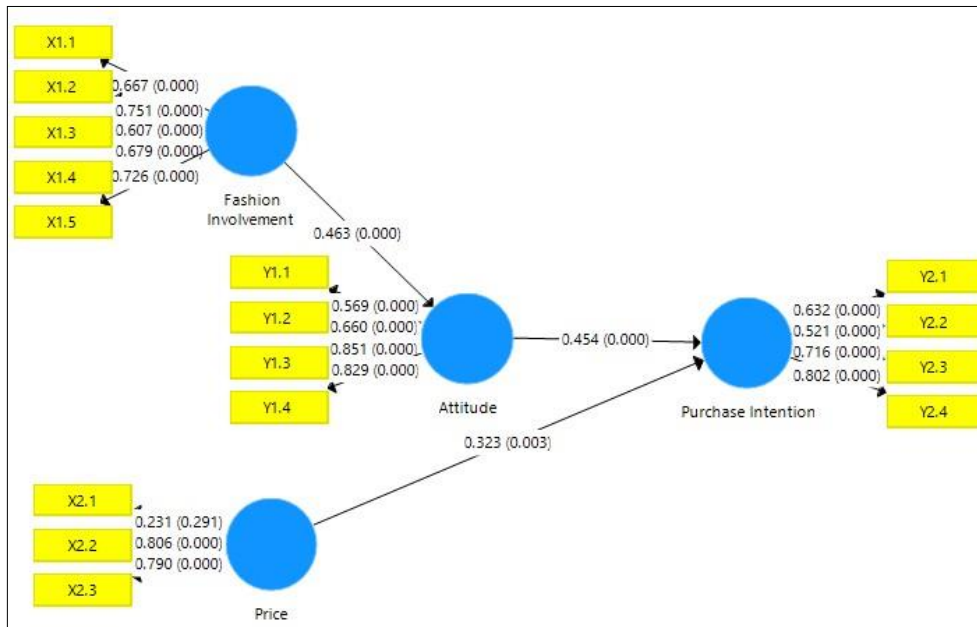 X1.1
X1.2
X1.3
X1.4
X1.5
0.667 (0.000)
0.751 (0.000)
0.607 (0.000)
0.679 (0.000)
0.726 (0.000)
Fashion
Involvement
0.463 (0.000)
Y1.1
Y1.2
Y1.3
Y1.4
0.569 (0.000)
0.660 (0.000)
0.851 (0.000)
0.829 (0.000)
Attitude
0.454 (0.000)
Purchase Intention
0.632 (0.000)
0.521 (0.000)
0.716 (0.000)
0.802 (0.000)
Y2.1
Y2.2
Y2.3
Y2.4
0.323 (0.003)
X2.1
X2.2
X2.3
0.231 (0.291)
0.806 (0.000)
0.790 (0.000)
Price